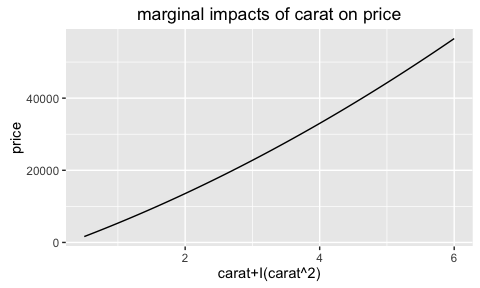 marginal impacts of carat on price
price
40000
20000
0
2 4 6
carat+I(carat^2)